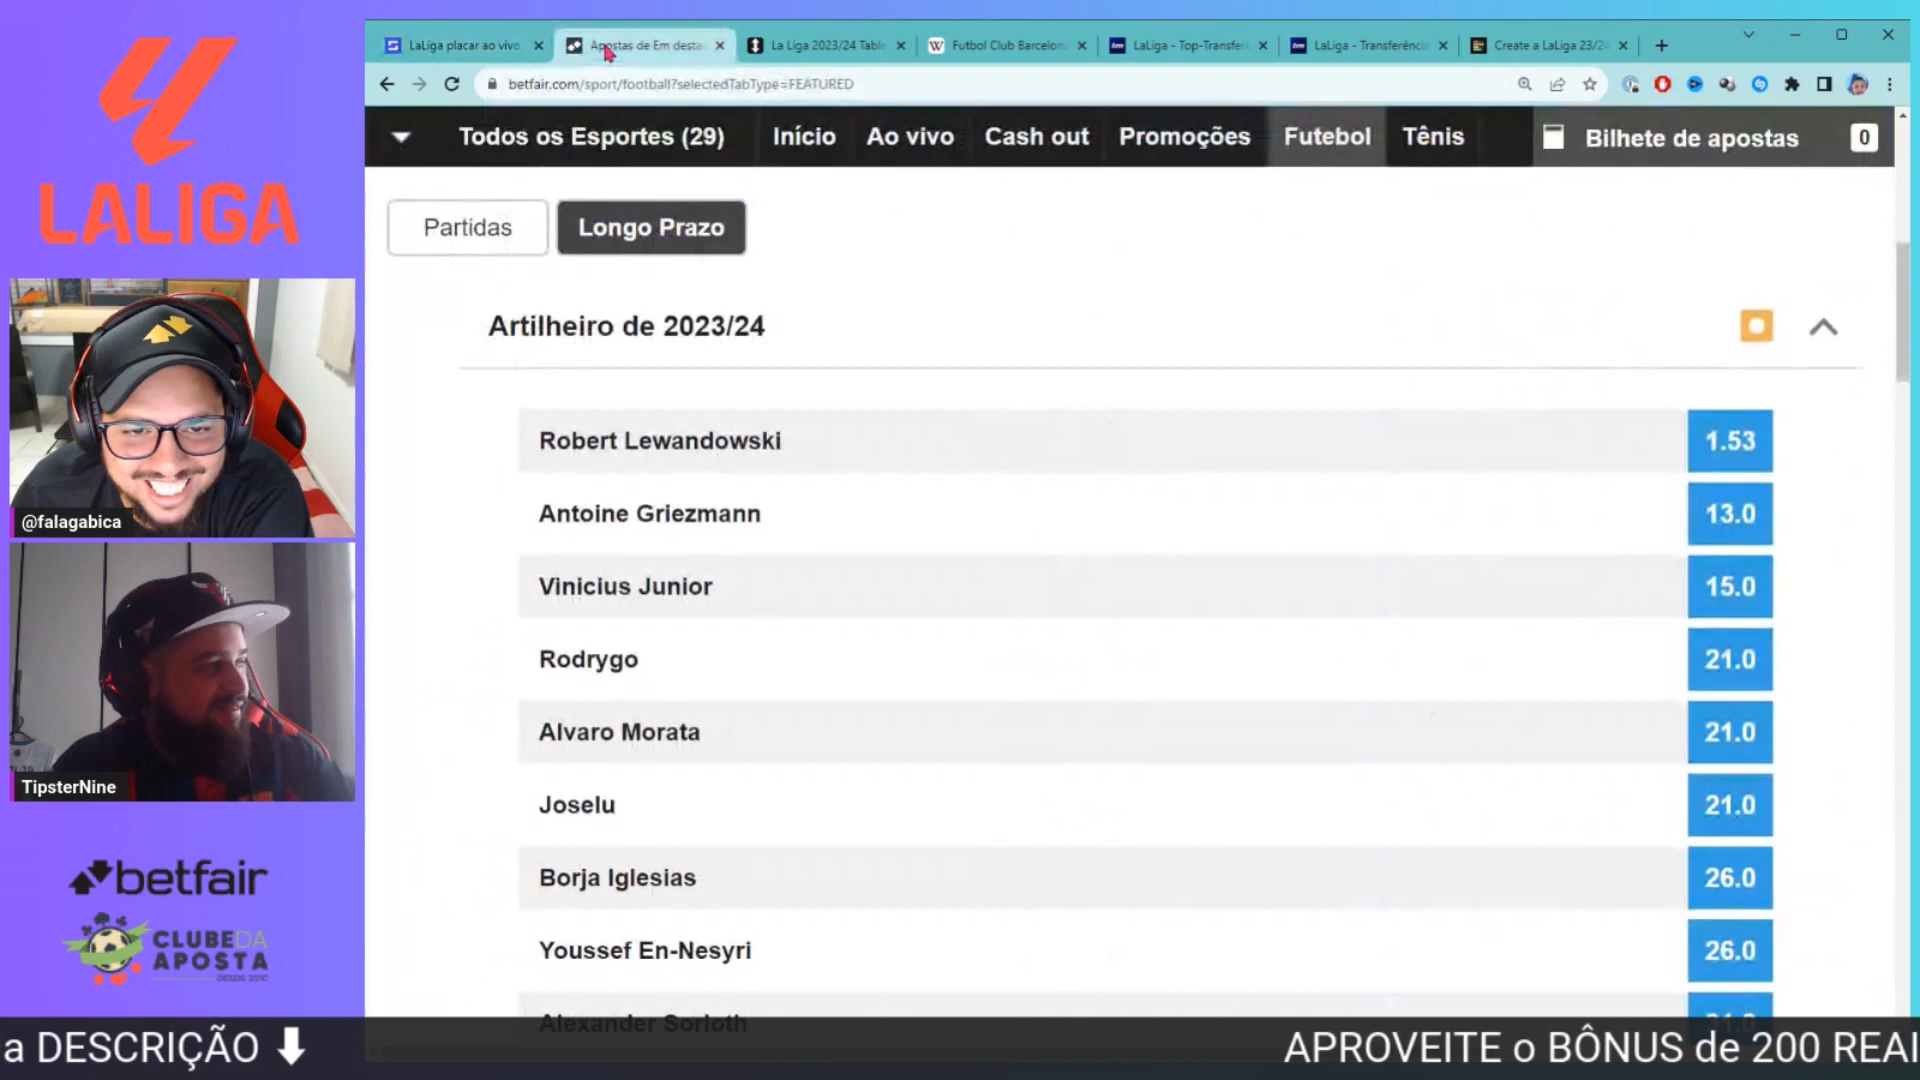 LALIGA
@falagabica
TipsterNine
betfair
CLUBE DA
APOSTA
DESDE 2010
LaLiga placar ao vivo
Apostas de Em desta
La Liga 2023/24 Table
Futbol Club Barcelon
LaLiga - Top-Transfer
LaLiga - Transferência
Create a LaLiga 23/24
betfair.com/sport/football?selectedTabType=FEATURED
Todos os Esportes (29)
Início
Ao vivo
Cash out
Promoções
Futebol
Tênis
Bilhete de apostas
0
Partidas
Longo Prazo
Artilheiro de 2023/24
Robert Lewandowski 1.53
Antoine Griezmann 13.0
Vinicius Junior 15.0
Rodrygo 21.0
Alvaro Morata 21.0
Joselu 21.0
Borja Iglesias 26.0
Youssef En-Nesyri 26.0
Alexander Sorloth
a DESCRIÇÃO
APROVEITE o BÔNUS de 200 REAI